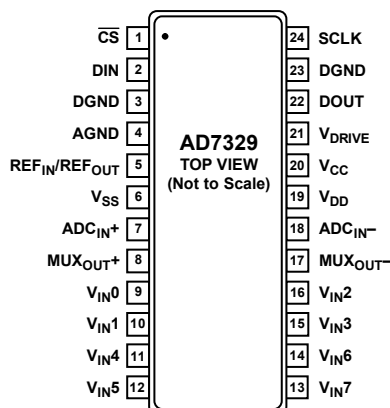 CS 1
DIN 2
DGND 3
AGND 4
REFIN/REFOUT 5
VSS 6
ADCIN+ 7
MUXOUT+ 8
VIN0 9
VIN1 10
VIN4 11
VIN5 12
AD7329
TOP VIEW
(Not to Scale)
24 SCLK
23 DGND
22 DOUT
21 VDRIVE
20 VCC
19 VDD
18 ADCIN–
17 MUXOUT–
16 VIN2
15 VIN3
14 VIN6
13 VIN7